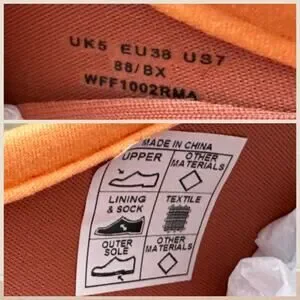 UK5 EU38 US7
88/BX
WFF1002RMA
MADE IN CHINA
UPPER
OTHER
MATERIALS
LINING
& SOCK
TEXTILE
OUTER
SOLE
OTHER
MATERIALS